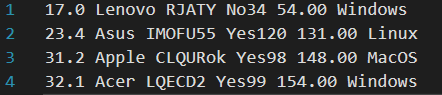 1 17.0 Lenovo RJATY No34 54.00 Windows
2 23.4 Asus IMOFU55 Yes120 131.00 Linux
3 31.2 Apple CLQURok Yes98 148.00 MacOS
4 32.1 Acer LQECD2 Yes99 154.00 Windows